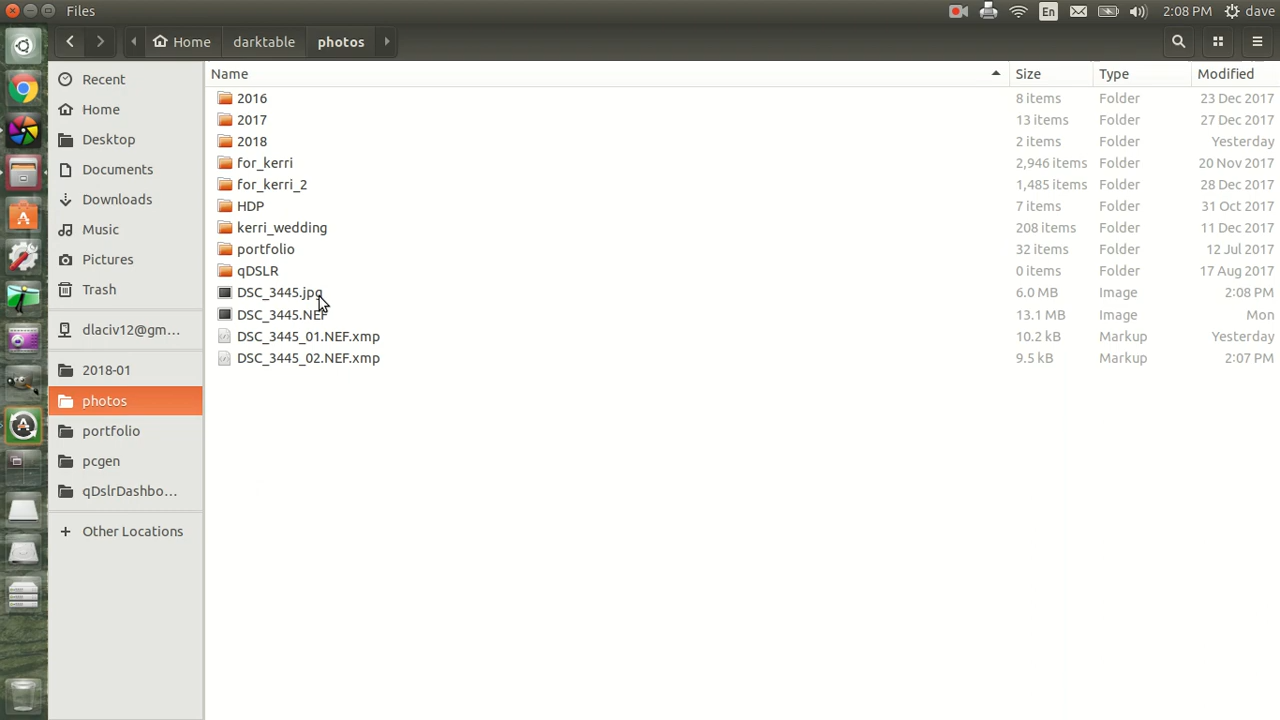 Files En 2:08 PM dave
Home darktable photos
Name Size Type Modified
Recent
Home
Desktop
Documents
Downloads
Music
Pictures
Trash
dlaciv12@gm...
2018-01
photos
portfolio
pcgen
qDslrDashbo...
Other Locations
2016 8 items Folder 23 Dec 2017
2017 13 items Folder 27 Dec 2017
2018 2 items Folder Yesterday
for_kerri 2,946 items Folder 20 Nov 2017
for_kerri_2 1,485 items Folder 28 Dec 2017
HDP 7 items Folder 31 Oct 2017
kerri_wedding 208 items Folder 11 Dec 2017
portfolio 32 items Folder 12 Jul 2017
qDSLR 0 items Folder 17 Aug 2017
DSC_3445.jpg 6.0 MB Image 2:08 PM
DSC_3445.NEF 13.1 MB Image Mon
DSC_3445_01.NEF.xmp 10.2 kB Markup Yesterday
DSC_3445_02.NEF.xmp 9.5 kB Markup 2:07 PM